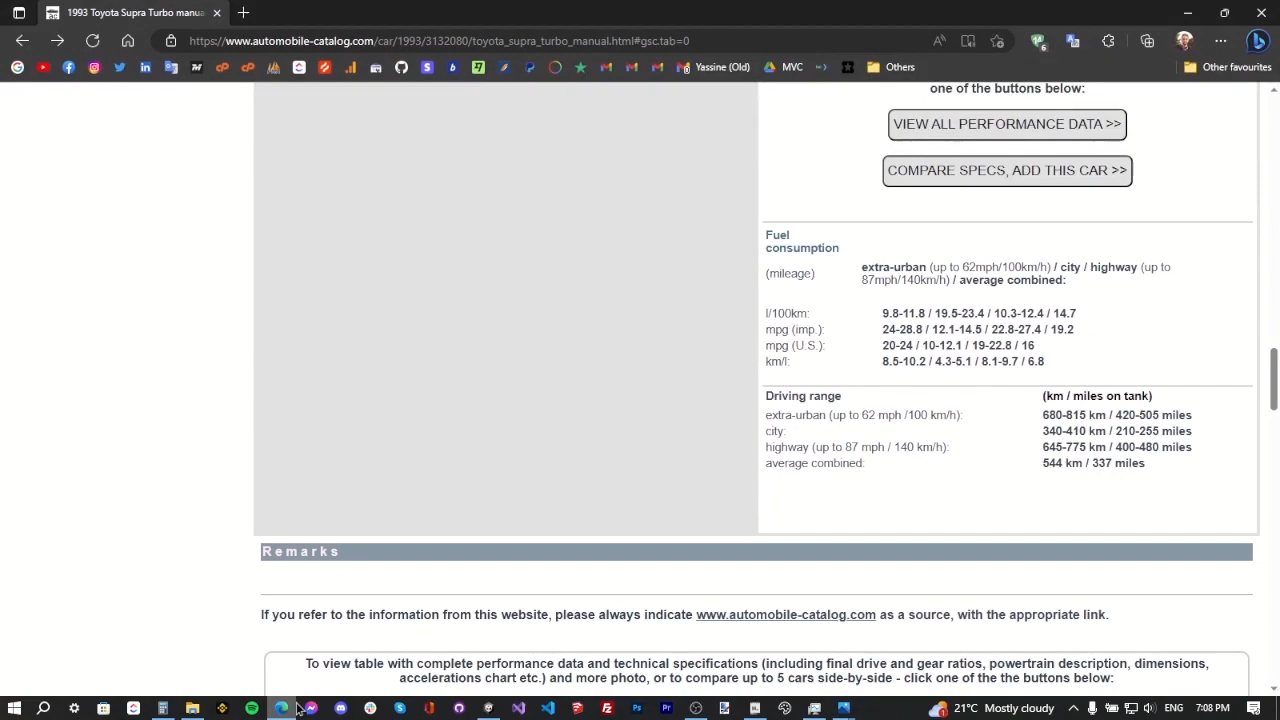 1993 Toyota Supra Turbo manua
https://www.automobile-catalog.com/car/1993/3132080/toyota_supra_turbo_manual.html#gsc.tab=0
Yassine (Old)
MVC
Others
Other favourites
one of the buttons below:
VIEW ALL PERFORMANCE DATA >>
COMPARE SPECS, ADD THIS CAR >>
Fuel
consumption
(mileage)
extra-urban (up to 62mph/100km/h) / city / highway (up to
87mph/140km/h) / average combined:
l/100km: 9.8-11.8 / 19.5-23.4 / 10.3-12.4 / 14.7
mpg (imp.): 24-28.8 / 12.1-14.5 / 22.8-27.4 / 19.2
mpg (U.S.): 20-24 / 10-12.1 / 19-22.8 / 16
km/l: 8.5-10.2 / 4.3-5.1 / 8.1-9.7 / 6.8
Driving range (km / miles on tank)
extra-urban (up to 62 mph /100 km/h): 680-815 km / 420-505 miles
city: 340-410 km / 210-255 miles
highway (up to 87 mph / 140 km/h): 645-775 km / 400-480 miles
average combined: 544 km / 337 miles
Remarks
If you refer to the information from this website, please always indicate www.automobile-catalog.com as a source, with the appropriate link.
To view table with complete performance data and technical specifications (including final drive and gear ratios, powertrain description, dimensions,
accelerations chart etc.) and more photo, or to compare up to 5 cars side-by-side - click one of the the buttons below:
21°C Mostly cloudy
ENG
7:08 PM